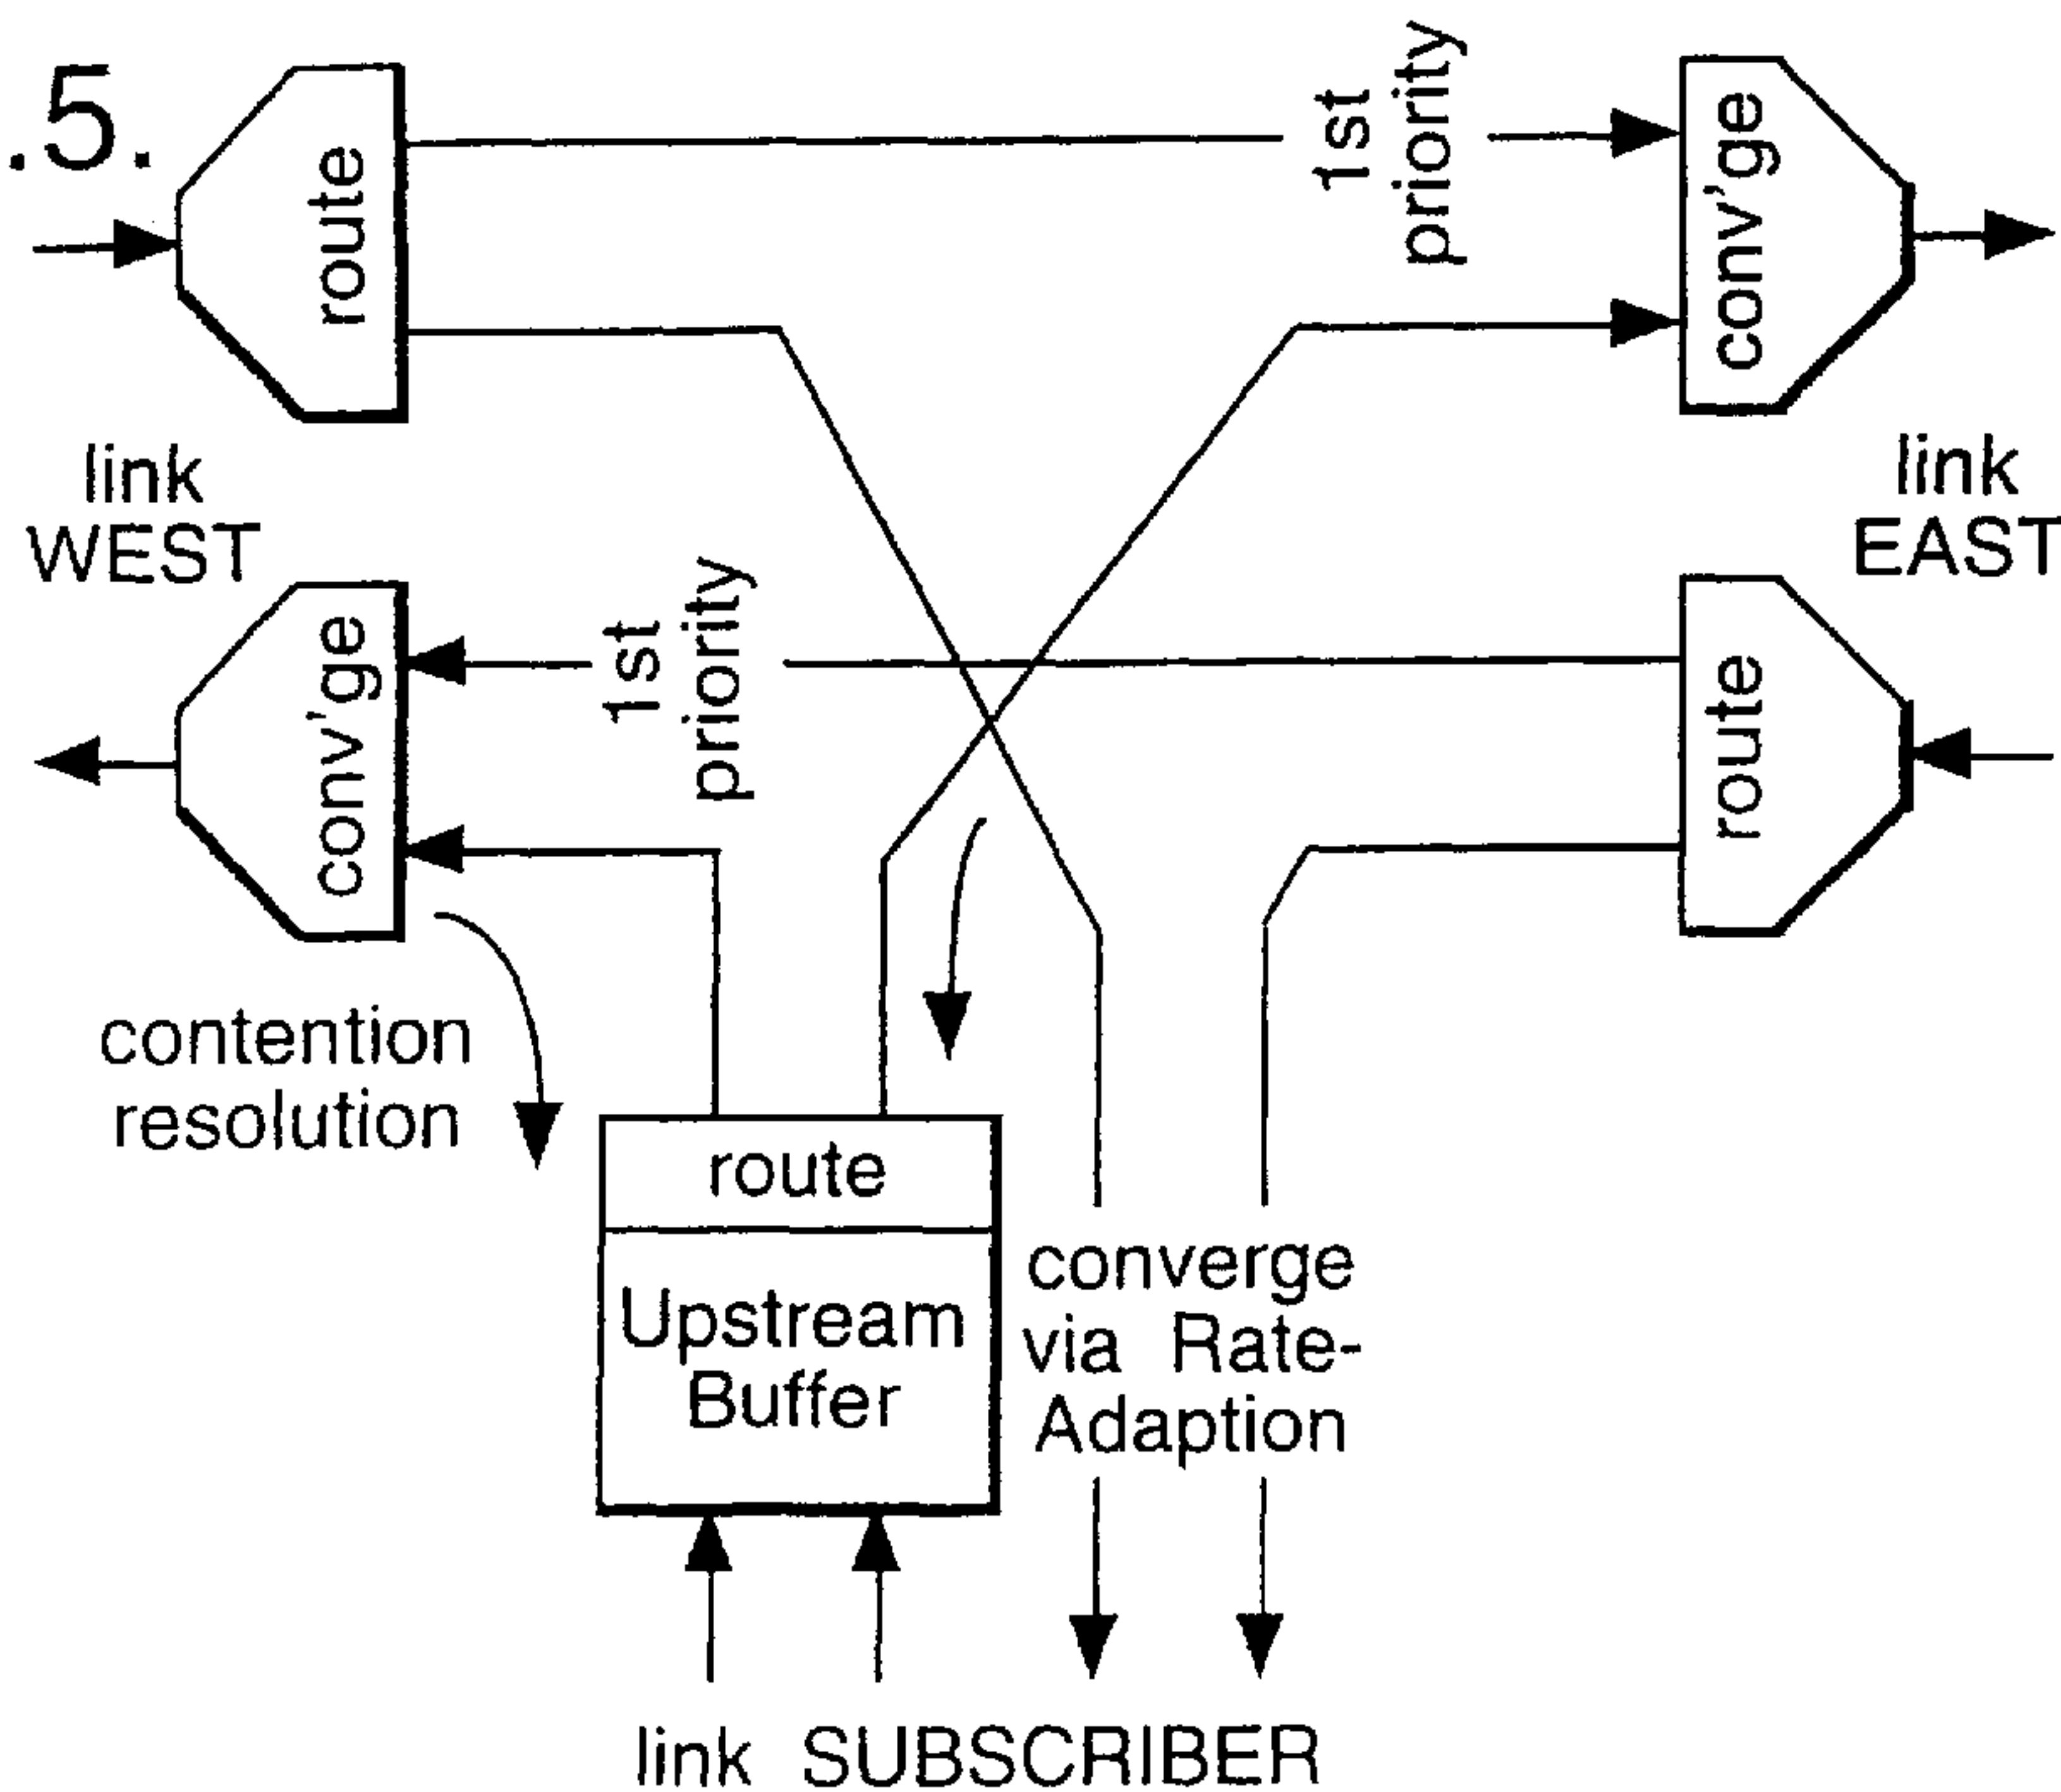 .5.
route
1st
priority
conv'ge
link
WEST
link
EAST
conv'ge
1st
priority
route
contention
resolution
route
Upstream
Buffer
converge
via Rate-
Adaption
link SUBSCRIBER